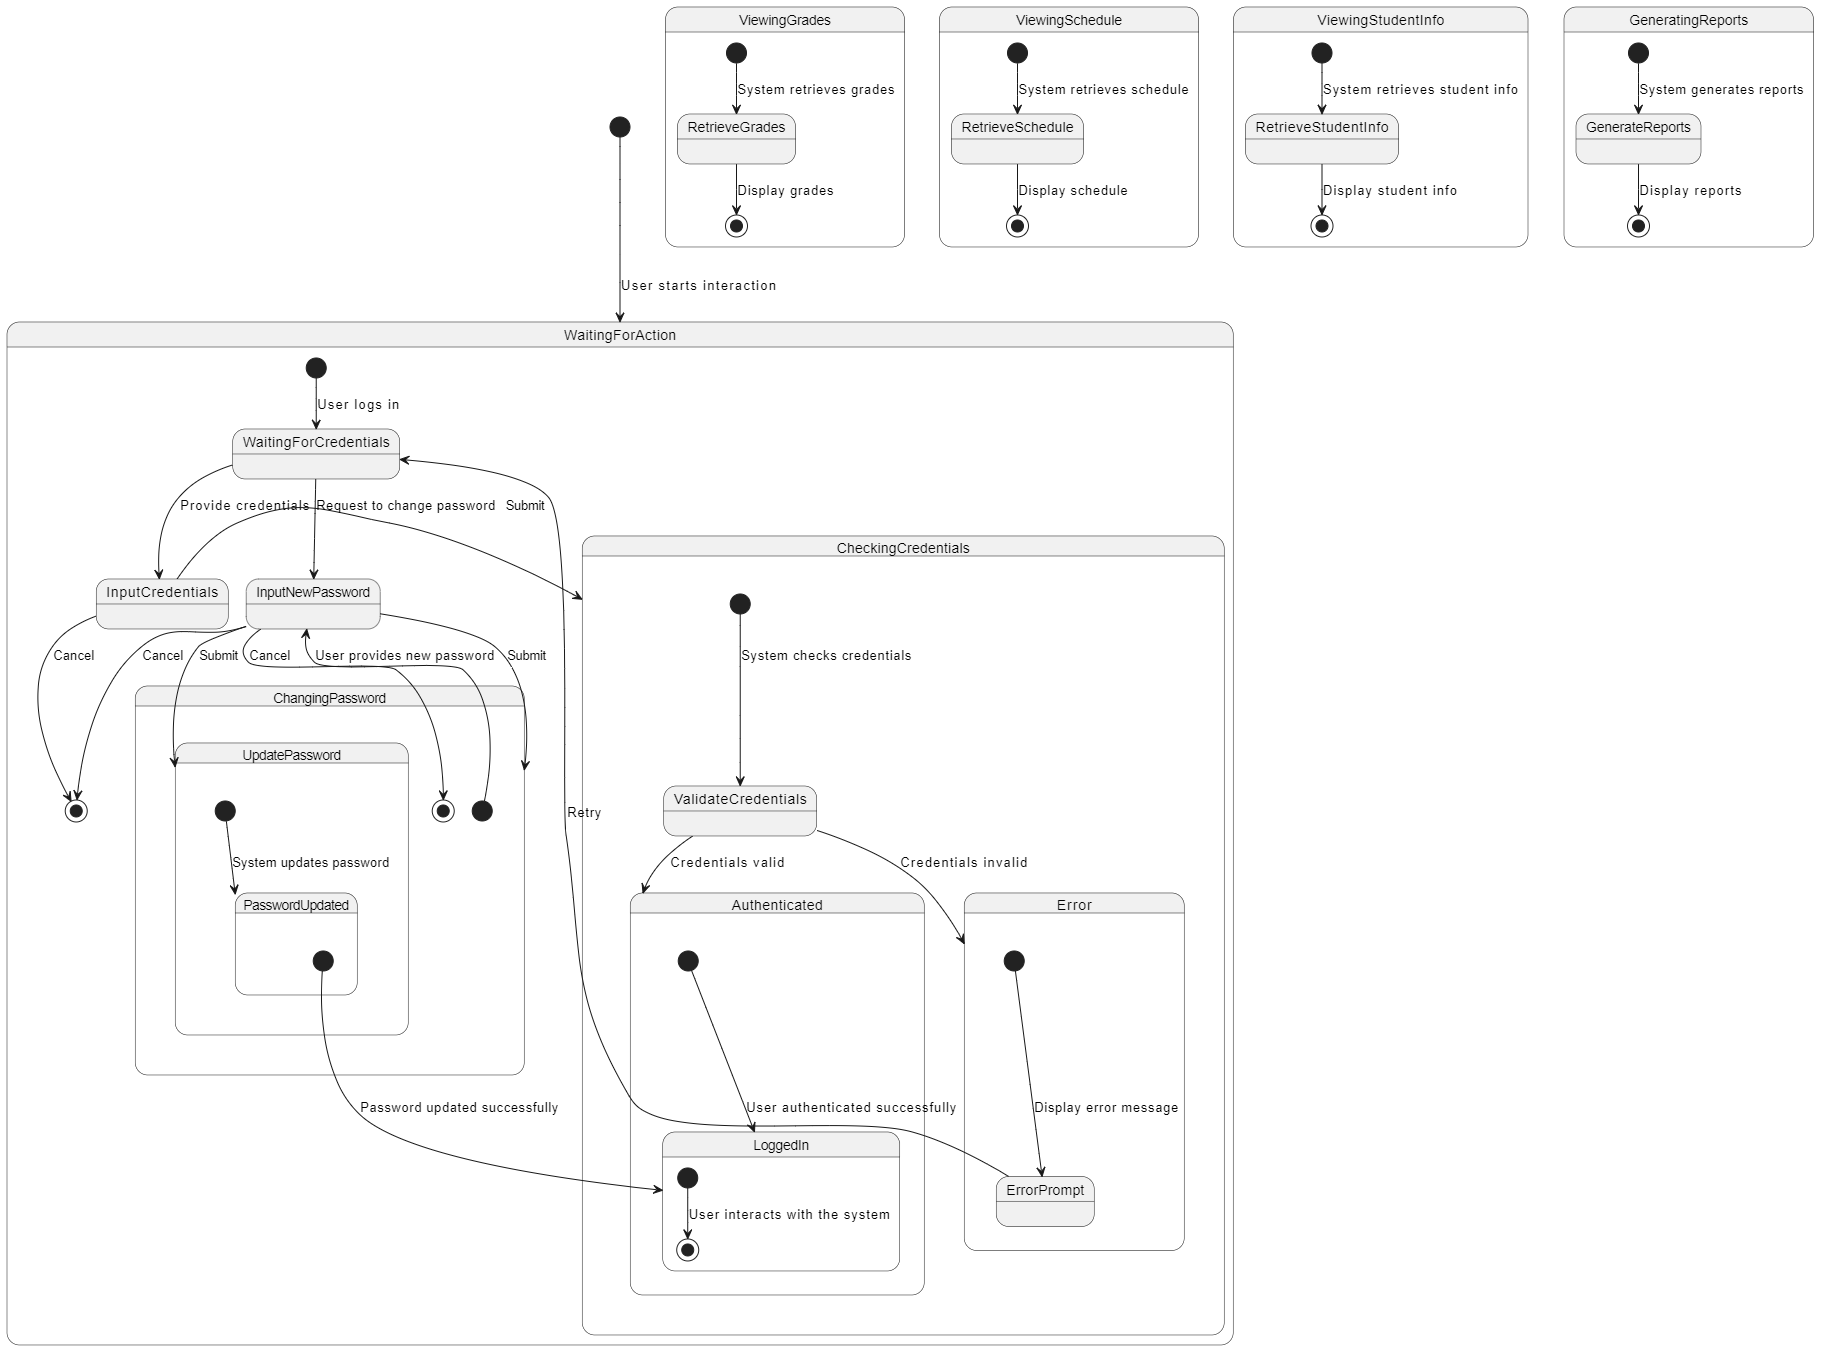 ViewingGrades
ViewingSchedule
ViewingStudentInfo
GeneratingReports
System retrieves grades
System retrieves schedule
System retrieves student info
System generates reports
RetrieveGrades
RetrieveSchedule
RetrieveStudentInfo
GenerateReports
Display grades
Display schedule
Display student info
Display reports
User starts interaction
WaitingForAction
User logs in
WaitingForCredentials
Provide credentials
Request to change password
Submit
CheckingCredentials
InputCredentials
InputNewPassword
Cancel
Cancel
Submit
Cancel
User provides new password
Submit
System checks credentials
ChangingPassword
UpdatePassword
ValidateCredentials
Retry
System updates password
Credentials valid
Credentials invalid
PasswordUpdated
Authenticated
Error
Password updated successfully
User authenticated successfully
Display error message
LoggedIn
ErrorPrompt
User interacts with the system